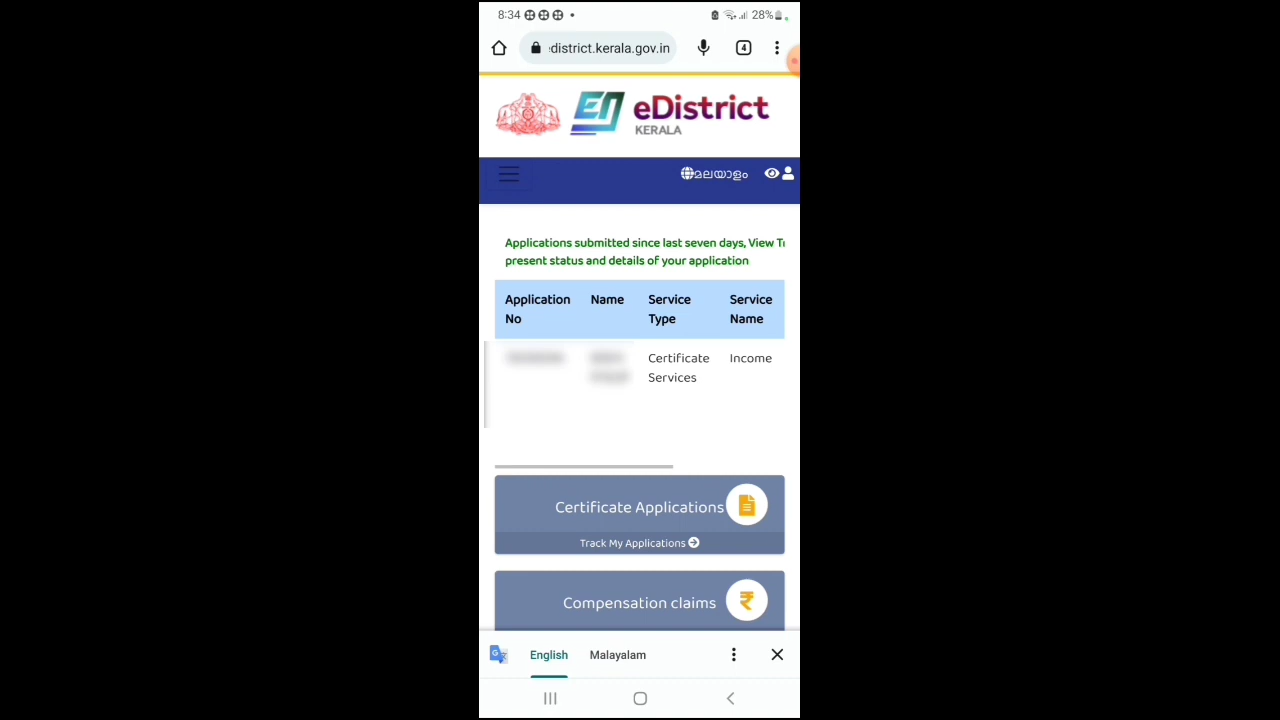 8:34
28%
district.kerala.gov.in
4
eDistrict
KERALA
മലയാളം
Applications submitted since last seven days, View Tr
present status and details of your application
Application No
Name
Service Type
Service Name
Certificate Services
Income
Certificate Applications
Track My Applications
Compensation claims
English
Malayalam